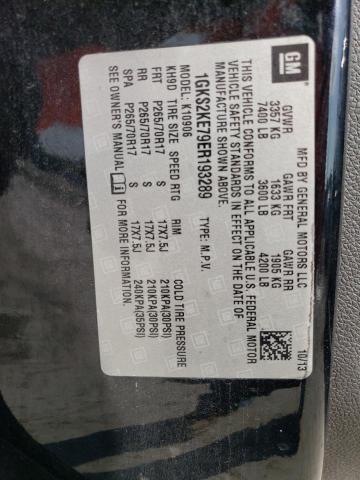 GM
MFD BY GENERAL MOTORS LLC 10/13
GVWR GAWR FRT GAWR RR
3357 KG 1633 KG 1905 KG
7400 LB 3600 LB 4200 LB
THIS VEHICLE CONFORMS TO ALL APPLICABLE U.S. FEDERAL MOTOR
VEHICLE SAFETY STANDARDS IN EFFECT ON THE DATE OF
MANUFACTURE SHOWN ABOVE.
1GKS2KE79ER193289 TYPE: M.P.V.
MODEL: K10906
KH9D TIRE SIZE SPEED RTG RIM COLD TIRE PRESSURE
FRT P265/70R17 S 17X7.5J 210KPA(30PSI)
RR P265/70R17 S 17X7.5J 210KPA(30PSI)
SPA P265/70R17 S 17X7.5J 240KPA(35PSI)
SEE OWNER'S MANUAL FOR MORE INFORMATION.